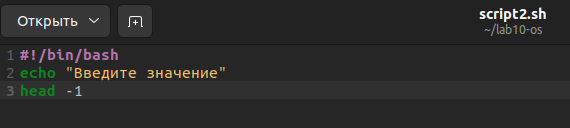 Открыть
script2.sh
~/lab10-os
1 #!/bin/bash
2 echo "Введите значение"
3 head -1